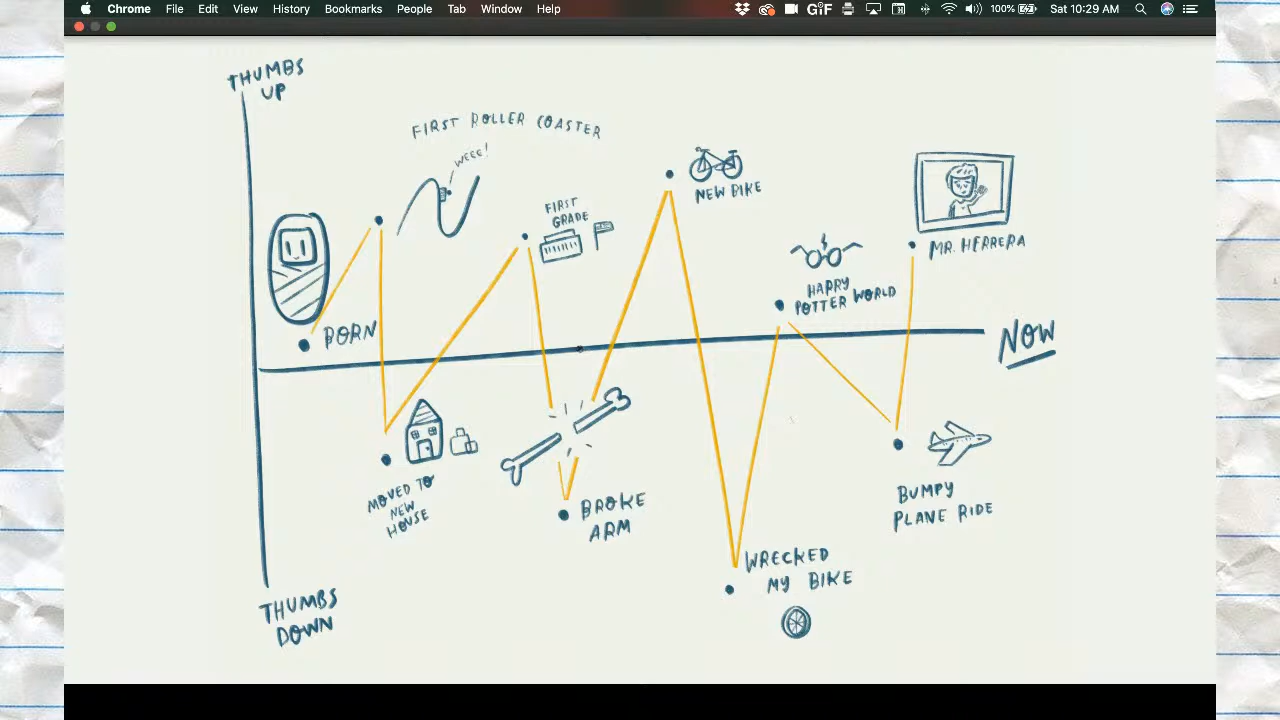 Chrome File Edit View History Bookmarks People Tab Window Help
GIF
100%
Sat 10:29 AM
THUMBS
UP
FIRST ROLLER COASTER
WEEE!
FIRST
GRADE
NEW BIKE
BORN
HAPPY
POTTER WORLD
MR. HERRERA
NOW
MOVED TO
NEW
HOUSE
BROKE
ARM
BUMPY
PLANE RIDE
WRECKED
MY BIKE
THUMBS
DOWN